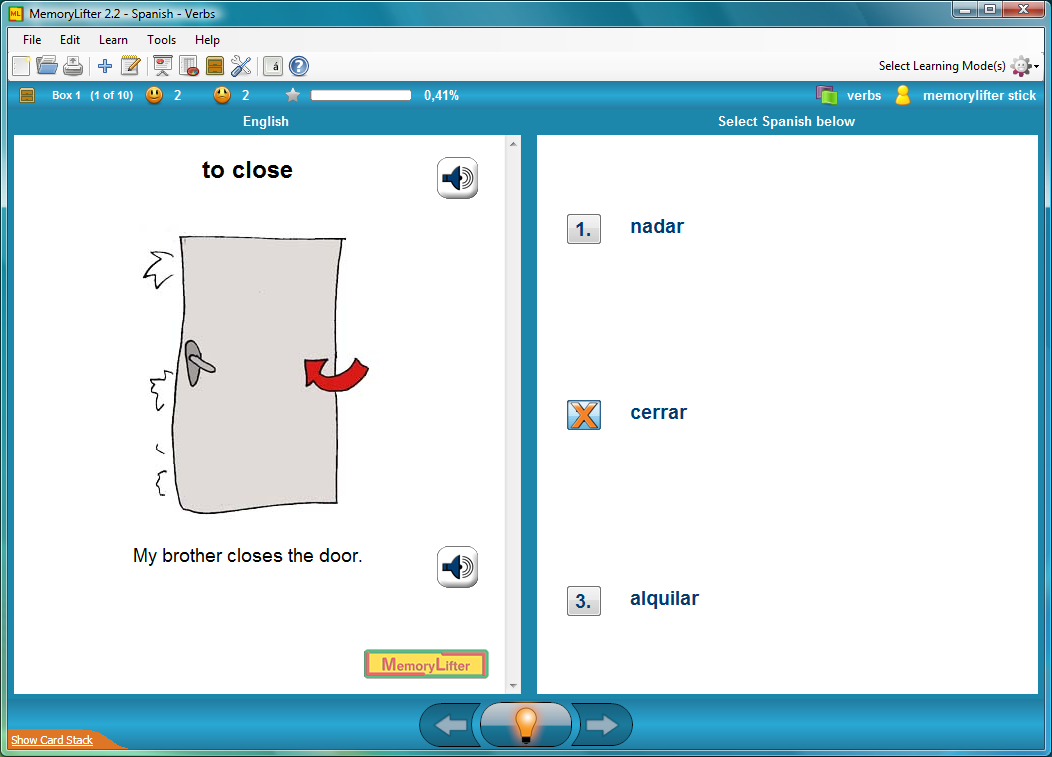 ML MemoryLifter 2.2 - Spanish - Verbs
File Edit Learn Tools Help
á ? Select Learning Mode(s)
Box 1 (1 of 10) 2 2 0,41% verbs memorylifter stick
English Select Spanish below
to close
1. nadar
X cerrar
My brother closes the door.
3. alquilar
MemoryLifter
Show Card Stack